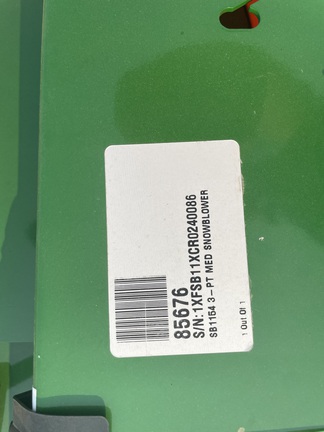 85676
S/N:1XFSB11XCR0240086
SB1154 3-PT MED SNOWBLOWER
1 Out Of 1